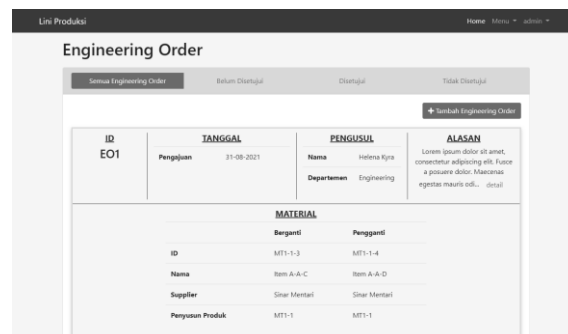 Lini Produksi Home Menu admin
Engineering Order
Semua Engineering Order Belum Disetujui Disetujui Tidak Disetujui
+ Tambah Engineering Order
ID TANGGAL PENGUSUL ALASAN
EO1 Pengajuan 31-08-2021 Nama Helena Kyra Lorem ipsum dolor sit amet,
consectetur adipiscing elit. Fusce
Departemen Engineering a posuere dolor. Maecenas
egestas mauris odi... detail
MATERIAL
Berganti Pengganti
ID MT1-1-3 MT1-1-4
Nama Item A-A-C Item A-A-D
Supplier Sinar Mentari Sinar Mentari
Penyusun Produk MT1-1 MT1-1